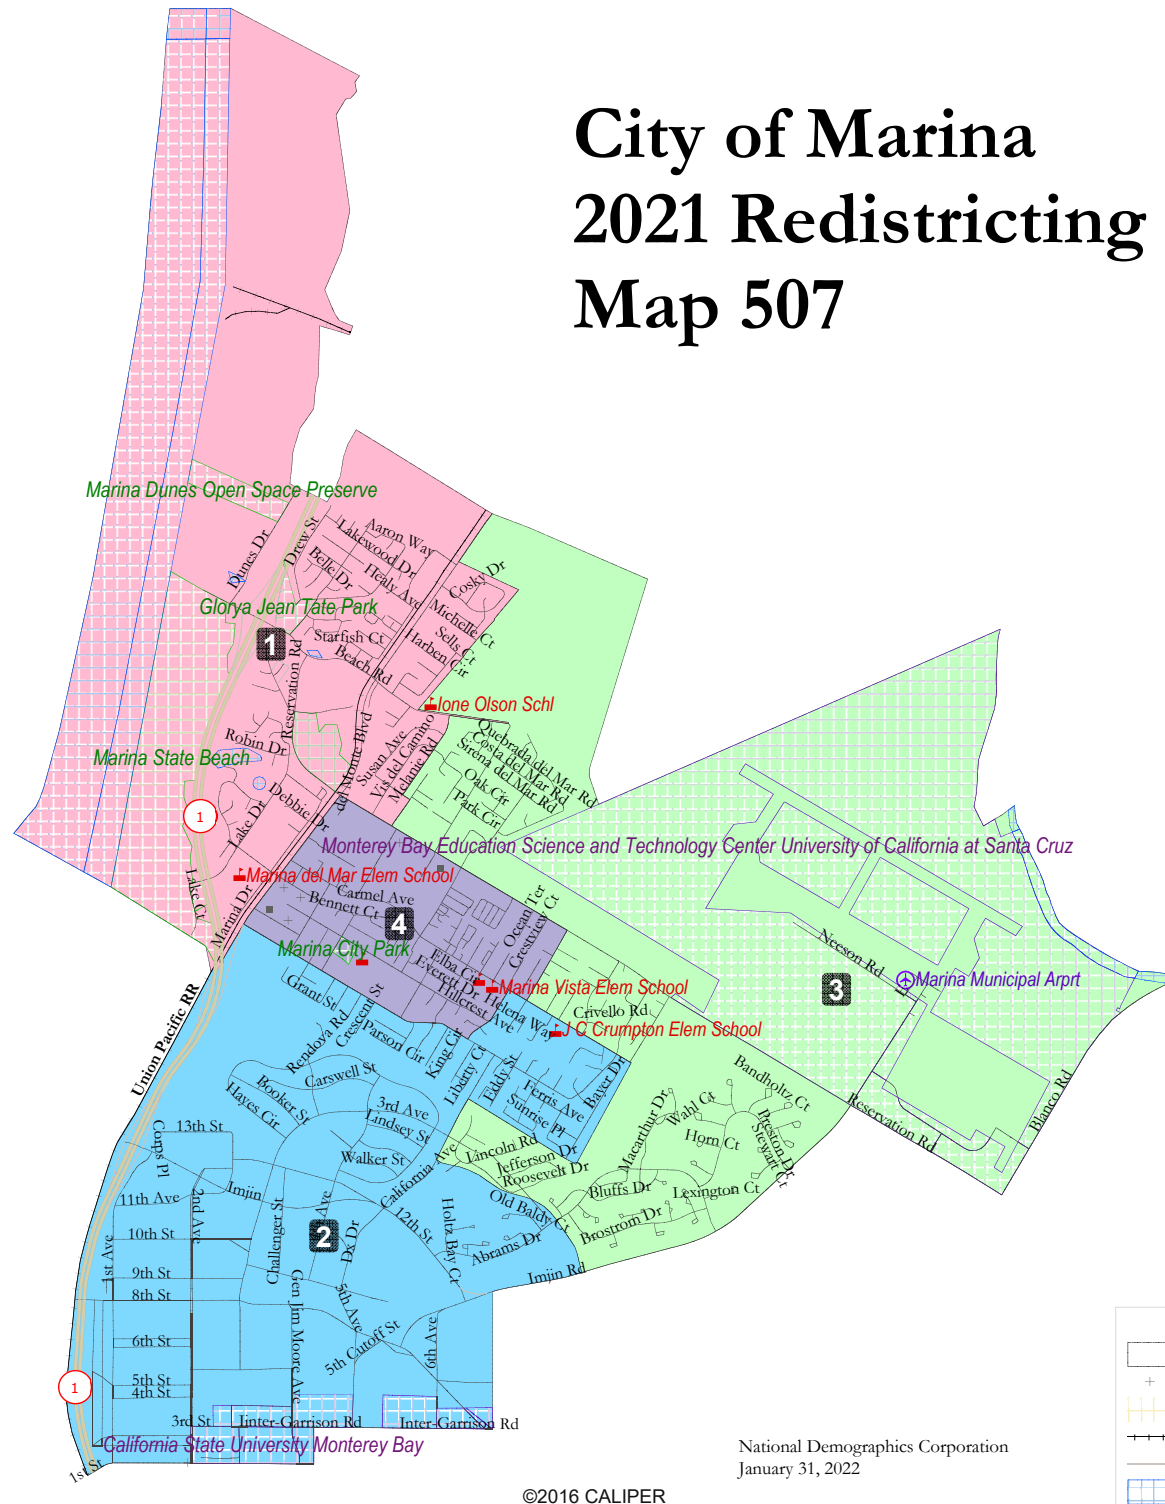 City of Marina
2021 Redistricting
Map 507
Marina Dunes Open Space Preserve
Dunes Dr
Drew St
Aaron Way
Lakewood Dr
Belle Dr
Healy Ave
Cosky Dr
Glorya Jean Tate Park
Michelle Ct
Sells Ct
Harben Cir
1
Starfish Ct
Beach Rd
Reservation Rd
Ione Olson Schl
Robin Dr
Marina State Beach
del Monte Blvd
Susan Ave
Vis del Camino
Melanie Rd
Quebrada del Mar Rd
Costa del Mar Rd
Sirena del Mar Rd
Oak Cir
Park Cir
Debbie Dr
Lake Dr
1
Monterey Bay Education Science and Technology Center University of California at Santa Cruz
Marina del Mar Elem School
Lake Ct
Marina Dr
Carmel Ave
Bennett Ct
4
Ocean Ter
Crestview Ct
Marina City Park
Elba Cir
Everett Dr
Hillcrest Ave
Helena Way
Marina Vista Elem School
Neeson Rd
3
Marina Municipal Arprt
Crivello Rd
J C Crumpton Elem School
Union Pacific RR
Grant St
Rendova Rd
Crescent St
Parson Cir
King Cir
Liberty Ct
Eddy St
Ferris Ave
Sunrise Pl
Bayer Dr
Bandholtz Ct
Reservation Rd
Blanco Rd
Carswell St
Booker St
Hayes Cir
3rd Ave
Lindsey St
Walker St
California Ave
Lincoln Rd
Jefferson Dr
Roosevelt Dr
Macarthur Dr
Wahl Ct
Horn Ct
Preston Dr
Stewart Ct
Corps Pl
13th St
11th Ave
2nd Ave
Imjin
Challenger St
Ave
2
Dx Dr
12th St
Holtz Bay Ct
Old Baldy Ct
Abrams Dr
Bluffs Dr
Lexington Ct
Brostrom Dr
Imjin Rd
10th St
1st Ave
9th St
8th St
Gen Jim Moore Ave
5th Ave
5th Cutoff St
6th Ave
6th St
5th St
4th St
1
3rd St
Iinter-Garrison Rd
Inter-Garrison Rd
California State University Monterey Bay
1st St
National Demographics Corporation
January 31, 2022
©2016 CALIPER